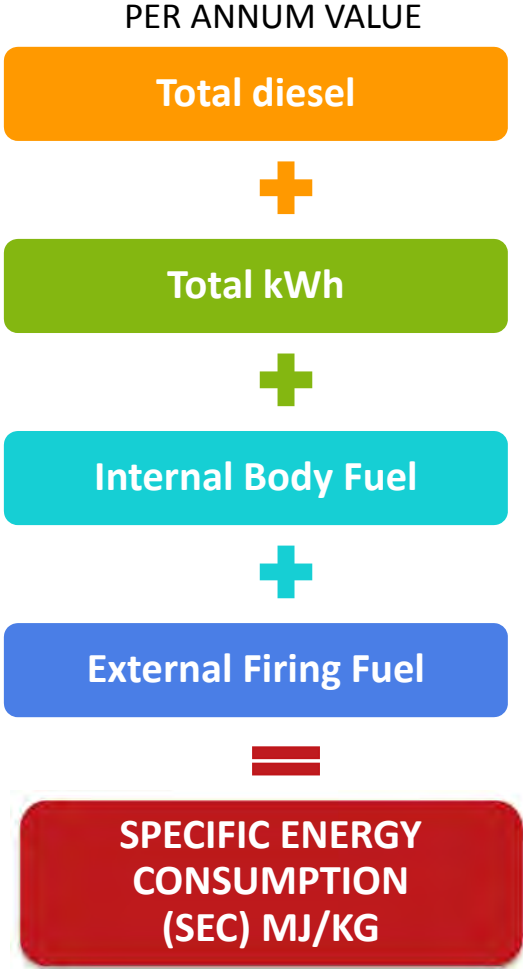 PER ANNUM VALUE
Total diesel
Total kWh
Internal Body Fuel
External Firing Fuel
SPECIFIC ENERGY
CONSUMPTION
(SEC) MJ/KG